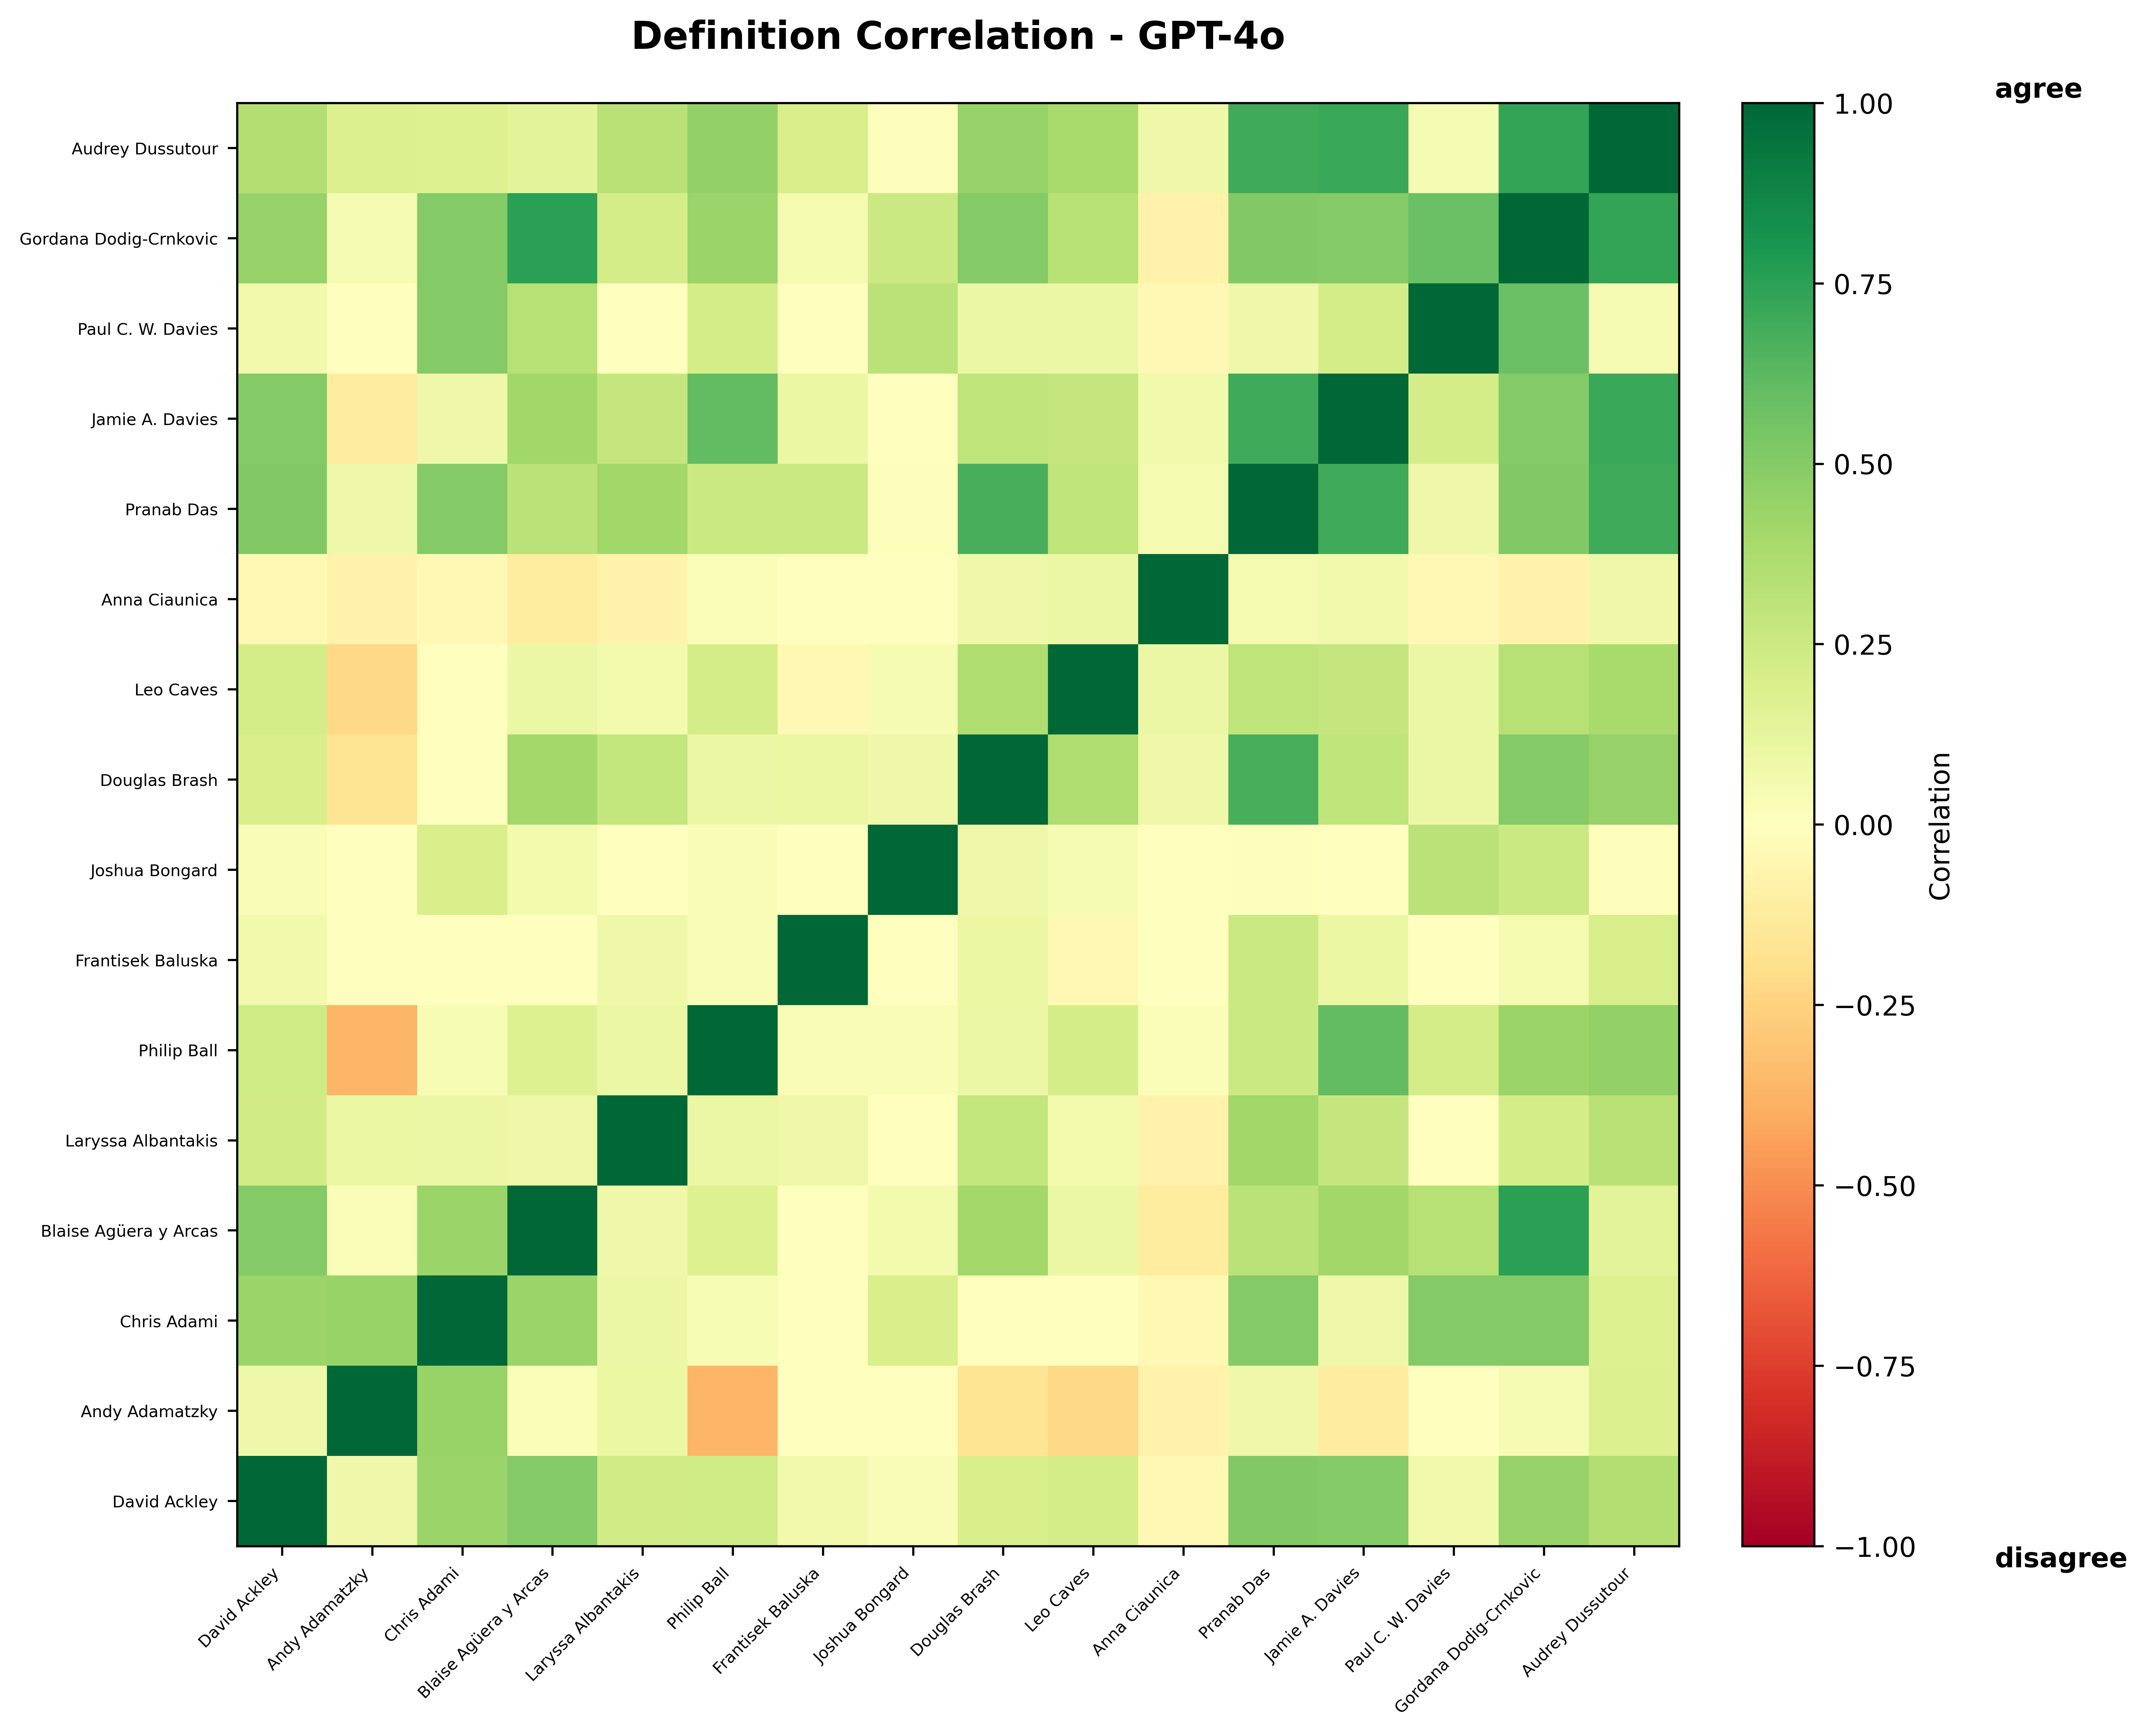 Definition Correlation - GPT-4o
agree
Audrey Dussutour
Gordana Dodig-Crnkovic
Paul C. W. Davies
Jamie A. Davies
Pranab Das
Anna Ciaunica
Leo Caves
Douglas Brash
Joshua Bongard
Frantisek Baluska
Philip Ball
Laryssa Albantakis
Blaise Agüera y Arcas
Chris Adami
Andy Adamatzky
David Ackley
David Ackley
Andy Adamatzky
Chris Adami
Blaise Agüera y Arcas
Laryssa Albantakis
Philip Ball
Frantisek Baluska
Joshua Bongard
Douglas Brash
Leo Caves
Anna Ciaunica
Pranab Das
Jamie A. Davies
Paul C. W. Davies
Gordana Dodig-Crnkovic
Audrey Dussutour
1.00
0.75
0.50
0.25
0.00
−0.25
−0.50
−0.75
−1.00
Correlation
disagree